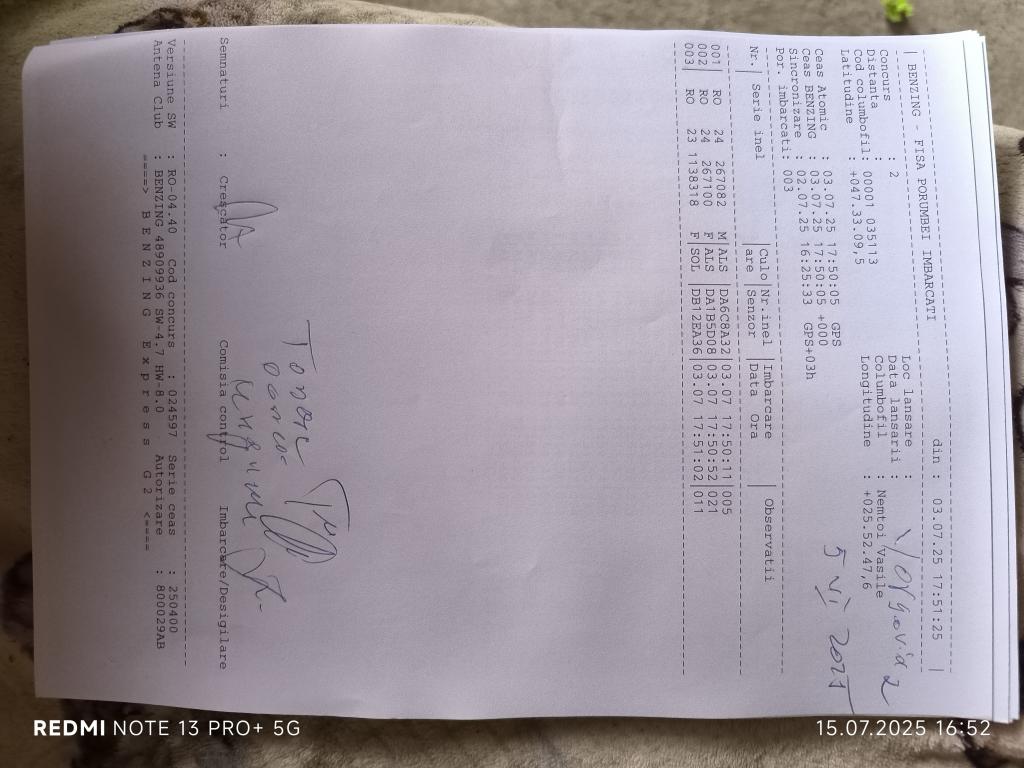 | BENZING - FISA PORUMBEI IMBARCATI din : 03.07.25 17:51:25 |
Concurs : 2 Loc lansare :
Distanta : Data lansarii :
Cod columbofil: 00001 035113 Columbofil : Nemtoi Vasile
Latitudine : +047.33.09,5 Longitudine : +025.52.47,6
5 VI 2025
Ceas Atomic : 03.07.25 17:50:05 GPS
Ceas BENZING : 03.07.25 17:50:05 +000
Sincronizare : 02.07.25 16:25:33 GPS+03h
Por. imbarcati: 003
Nr.| Serie inel |Culo|Nr.inel |Imbarcare | Observatii
|are |Senzor |Data Ora |
001| RO 24 267082 M|ALS |DA6C8A32|03.07 17:50:11|005
002| RO 24 267100 F|ALS |DA1B5D08|03.07 17:50:52|021
003| RO 23 1138318 F|SOL |DB12EA36|03.07 17:51:02|011
Semnaturi : Crescator Comisia control Imbarcare/Desigilare
Versiune SW : RO-04.40 Cod concurs : 024597 Serie ceas : 250400
Antena Club : BENZING 48909936 SW-4.7 HW-8.0 Autorizare : 800029AB
====> B E N Z I N G E x p r e s s G 2 <====
REDMI NOTE 13 PRO+ 5G
15.07.2025 16:52